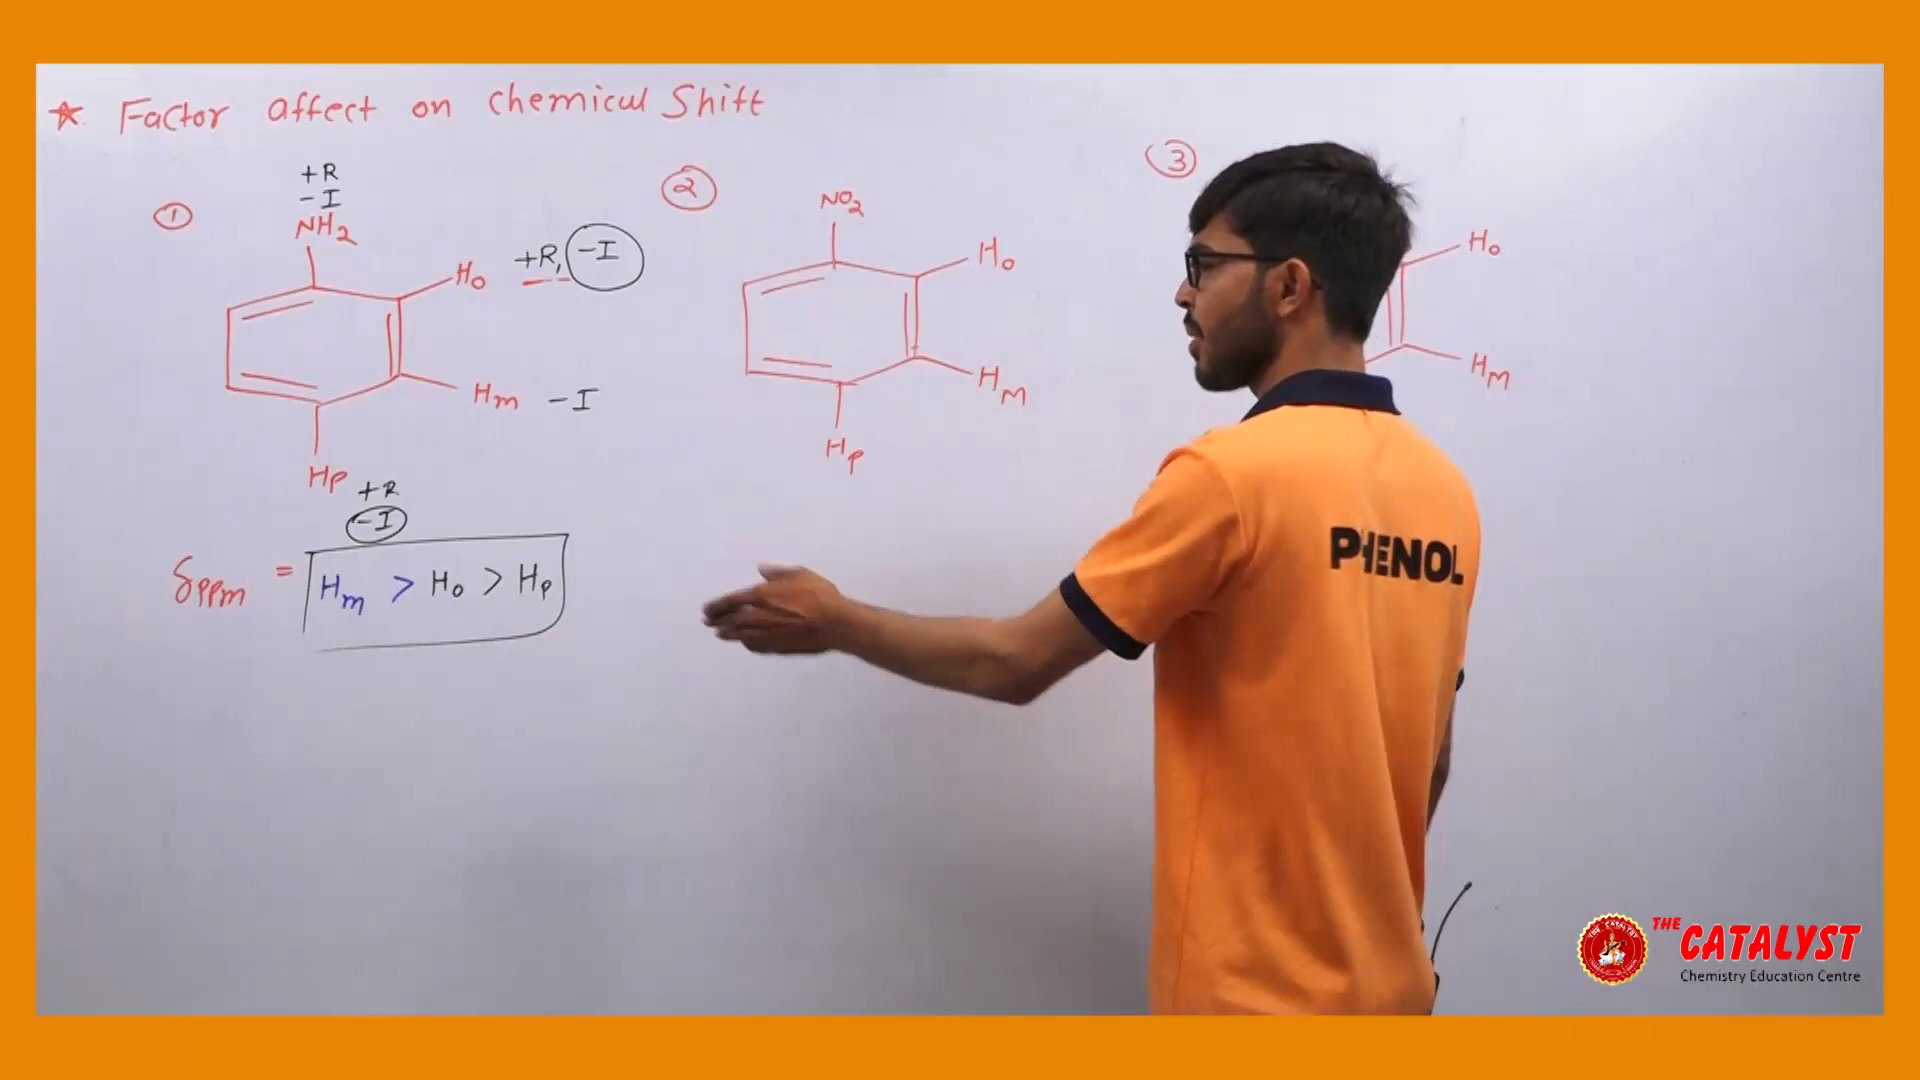 * Factor affect on Chemical Shift
①
+R
-I
NH2
Ho
+R, -I
Hm -I
Hp
+R
-I
δppm = Hm > Ho > Hp
②
NO2
Ho
HM
Hp
③
Ho
HM
PHENOL
THE CATALYST
Chemistry Education Centre